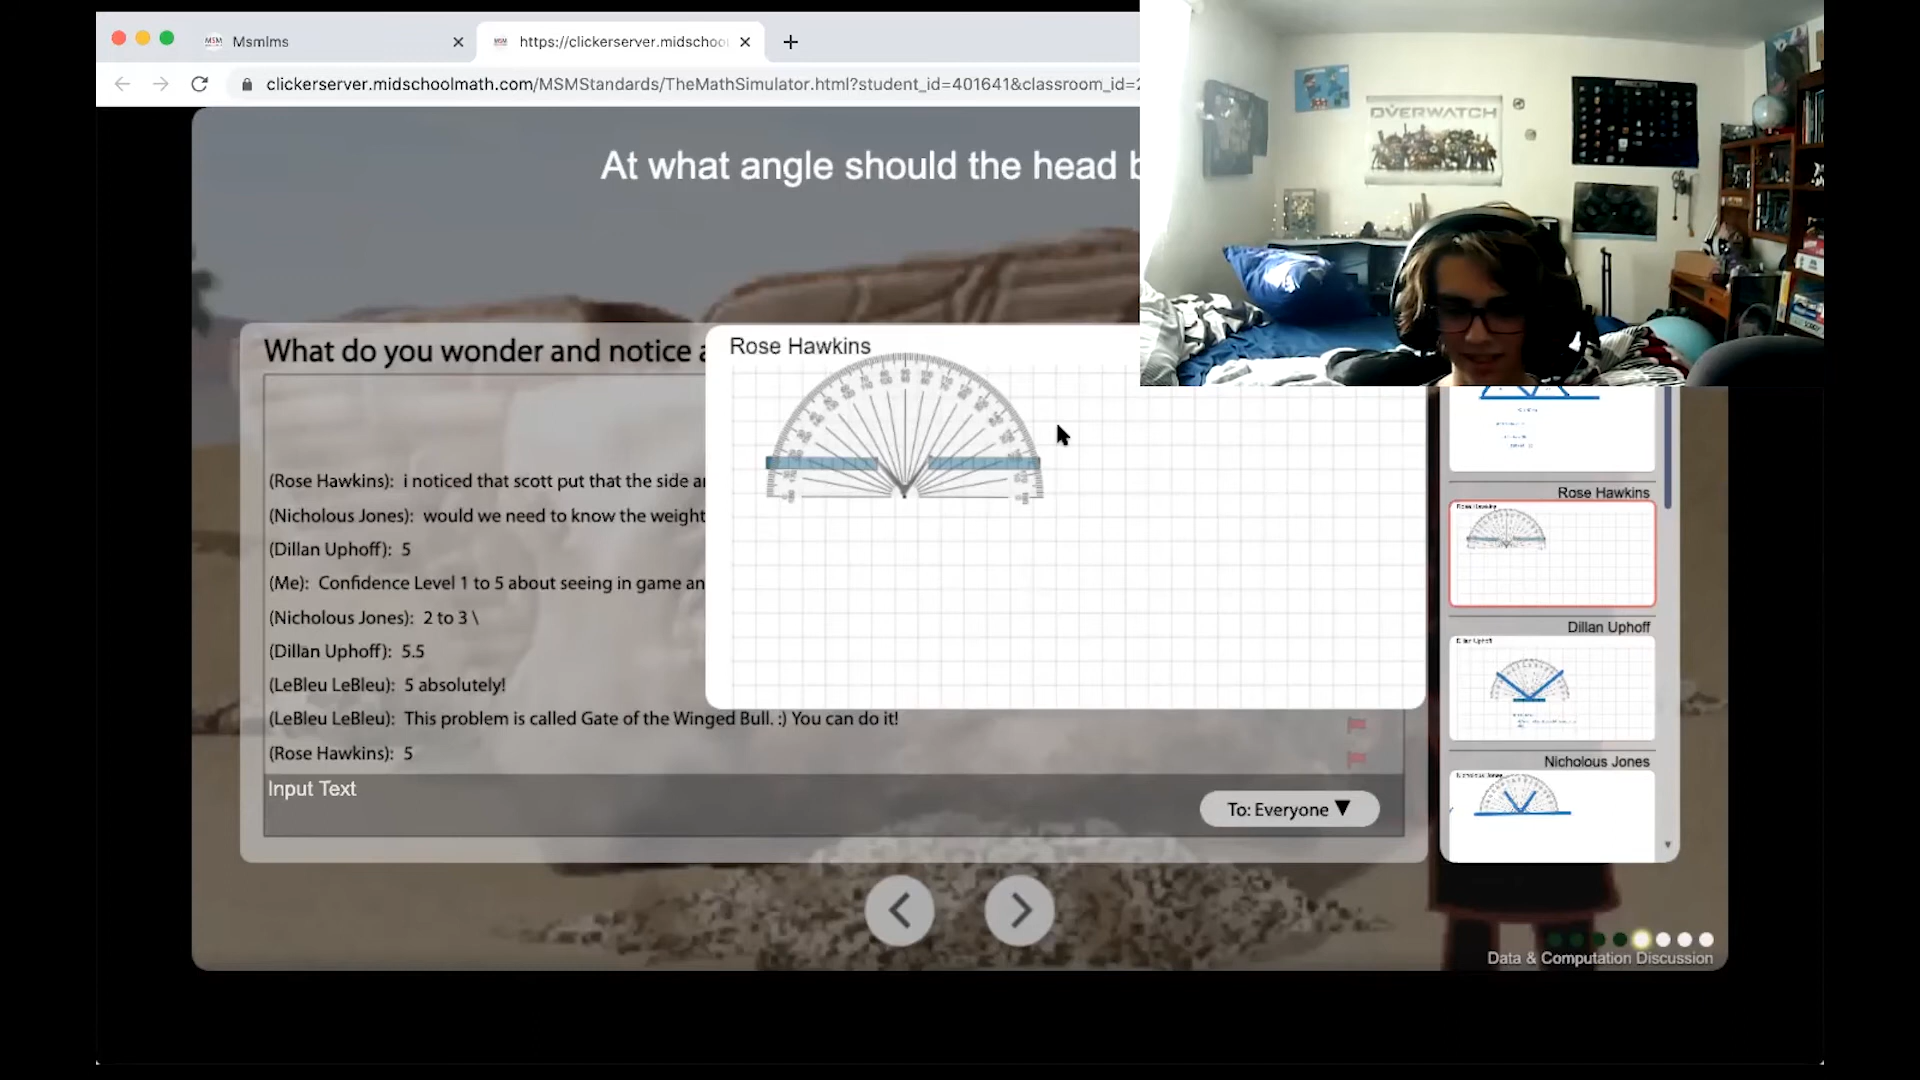 Msmlms
https://clickerserver.midschoo
clickerserver.midschoolmath.com/MSMStandards/TheMathSimulator.html?student_id=401641&classroom_id=2
OVERWATCH
At what angle should the head b
What do you wonder and notice a
Rose Hawkins
(Rose Hawkins): i noticed that scott put that the side a
(Nicholous Jones): would we need to know the weight
(Dillan Uphoff): 5
(Me): Confidence Level 1 to 5 about seeing in game an
(Nicholous Jones): 2 to 3 \
(Dillan Uphoff): 5.5
(LeBleu LeBleu): 5 absolutely!
(LeBleu LeBleu): This problem is called Gate of the Winged Bull. :) You can do it!
(Rose Hawkins): 5
Input Text
To: Everyone ▼
Rose Hawkins
Dillan Uphoff
Nicholous Jones
Data & Computation Discussion